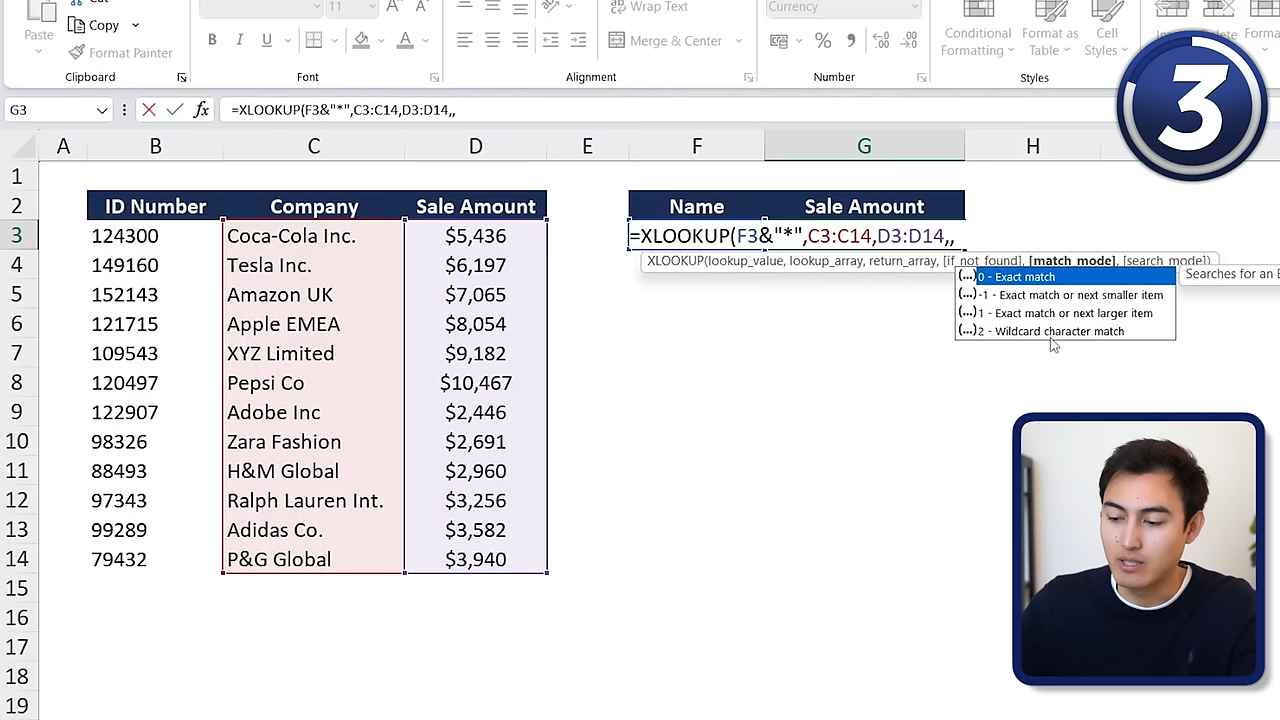 Cut
11
Wrap Text
Currency
Paste
Copy
Format Painter
B I U
A
Merge & Center
%
Conditional Formatting
Format as Table
Cell Styles
Insert
Delete
Forma
Clipboard
Font
Alignment
Number
Styles
3
G3
fx
=XLOOKUP(F3&"*",C3:C14,D3:D14,,
A B C D E F G H
1
2 ID Number Company Sale Amount Name Sale Amount
3 124300 Coca-Cola Inc. $5,436 =XLOOKUP(F3&"*",C3:C14,D3:D14,,
XLOOKUP(lookup_value, lookup_array, return_array, [if_not_found], [match_mode], [search_mode])
4 149160 Tesla Inc. $6,197
(...) 0 - Exact match
Searches for an E
(...) -1 - Exact match or next smaller item
(...) 1 - Exact match or next larger item
(...) 2 - Wildcard character match
5 152143 Amazon UK $7,065
6 121715 Apple EMEA $8,054
7 109543 XYZ Limited $9,182
8 120497 Pepsi Co $10,467
9 122907 Adobe Inc $2,446
10 98326 Zara Fashion $2,691
11 88493 H&M Global $2,960
12 97343 Ralph Lauren Int. $3,256
13 99289 Adidas Co. $3,582
14 79432 P&G Global $3,940
15
16
17
18
19